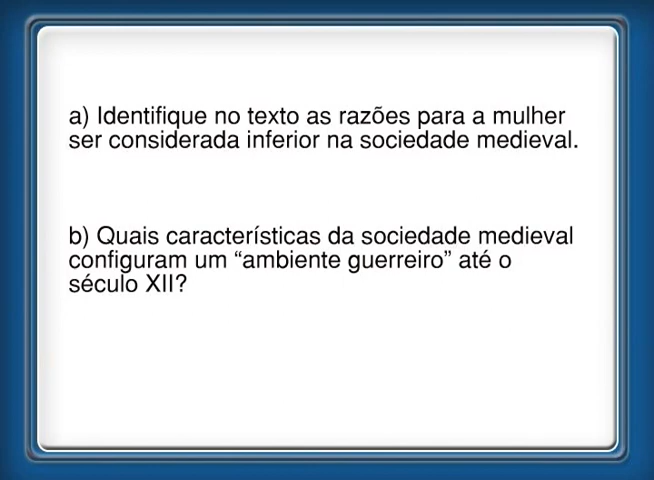 a) Identifique no texto as razões para a mulher
ser considerada inferior na sociedade medieval.
b) Quais características da sociedade medieval
configuram um “ambiente guerreiro” até o
século XII?